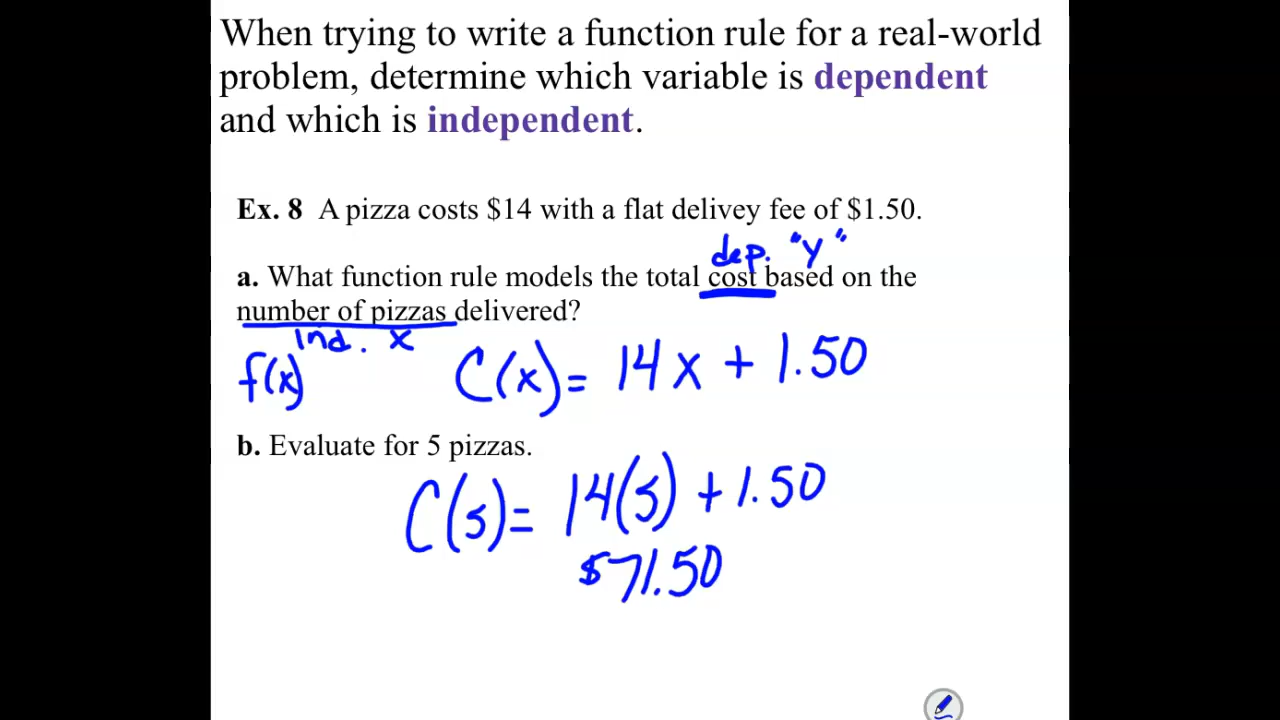 When trying to write a function rule for a real-world
problem, determine which variable is dependent
and which is independent.
Ex. 8 A pizza costs $14 with a flat delivey fee of $1.50.
dep. "y"
a. What function rule models the total cost based on the
number of pizzas delivered?
ind. x
f(x) C(x) = 14x + 1.50
b. Evaluate for 5 pizzas.
C(5) = 14(5) + 1.50
$71.50